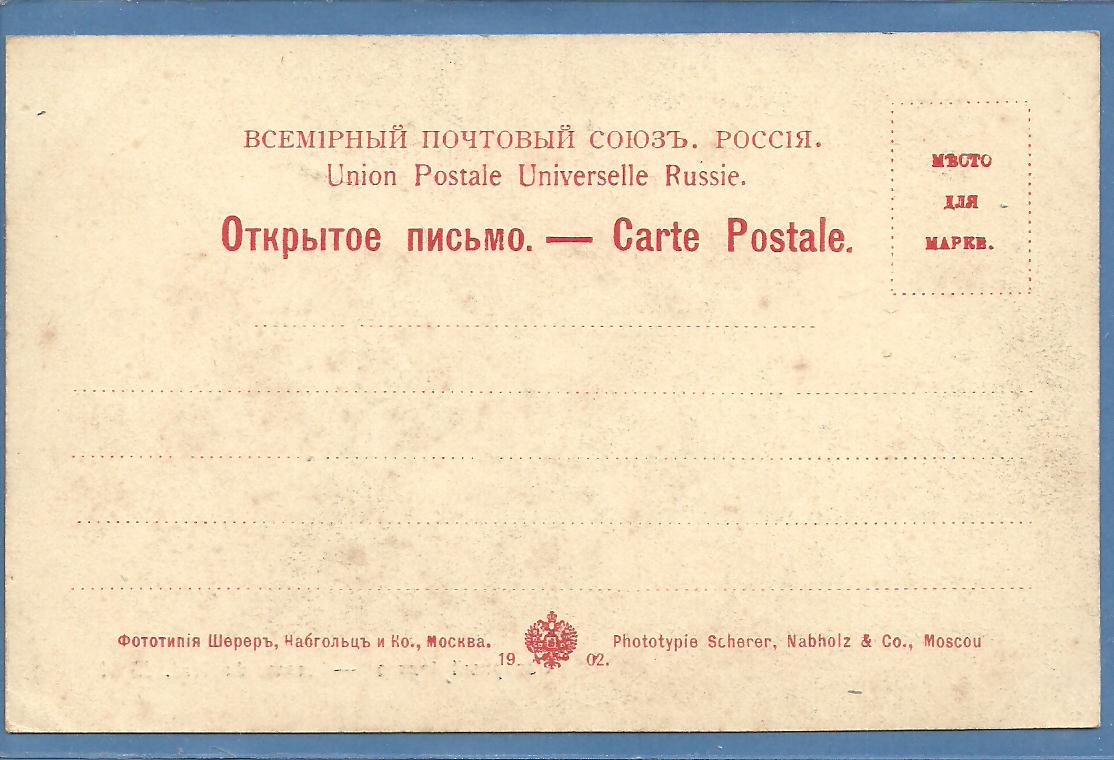 ВСЕМІРНЫЙ ПОЧТОВЫЙ СОЮЗЪ. РОССІЯ.
Union Postale Universelle Russie.
Открытое письмо. — Carte Postale.
МѢСТО
ДЛЯ
МАРКИ.
Фототипія Шереръ, Набгольцъ и Ко., Москва.
19 02.
Phototypie Scherer, Nabholz & Co., Moscou